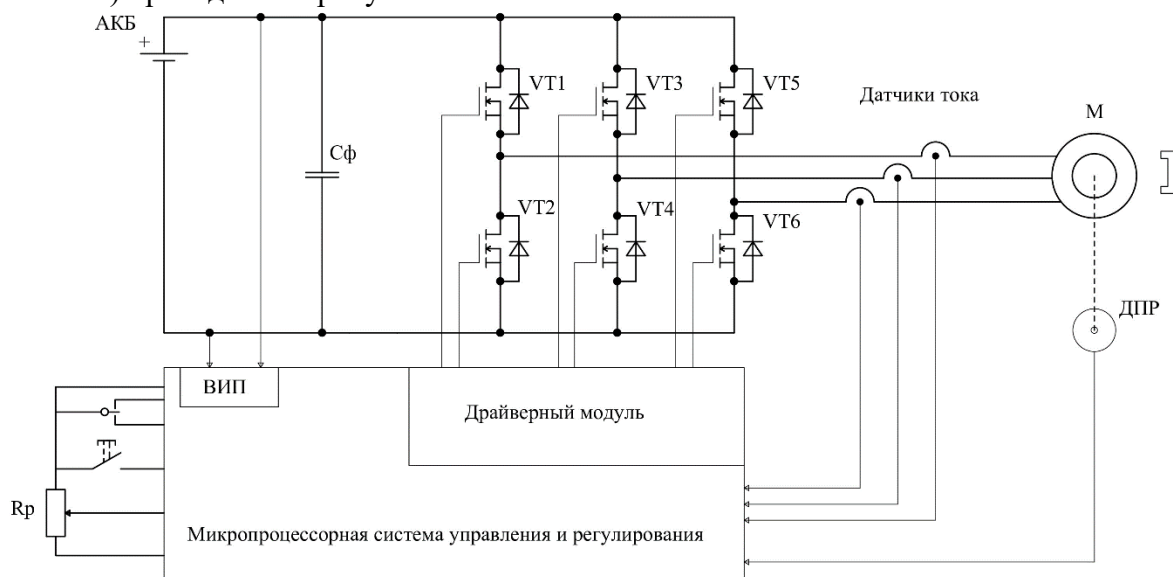 АКБ
+
VT1
VT3
VT5
Датчики тока
М
Сф
VT2
VT4
VT6
ДПР
ВИП
Драйверный модуль
Rp
Микропроцессорная система управления и регулирования